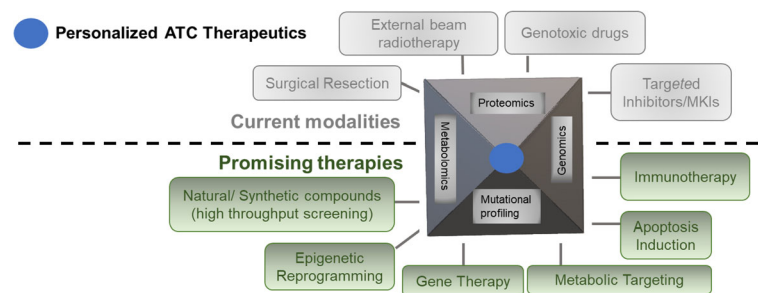 Personalized ATC Therapeutics
External beam
radiotherapy
Genotoxic drugs
Surgical Resection
Targeted
Inhibitors/MKIs
Current modalities
Proteomics
Metabolomics
Genomics
Mutational
profiling
Promising therapies
Natural/ Synthetic compounds
(high throughput screening)
Immunotherapy
Epigenetic
Reprogramming
Apoptosis
Induction
Gene Therapy
Metabolic Targeting